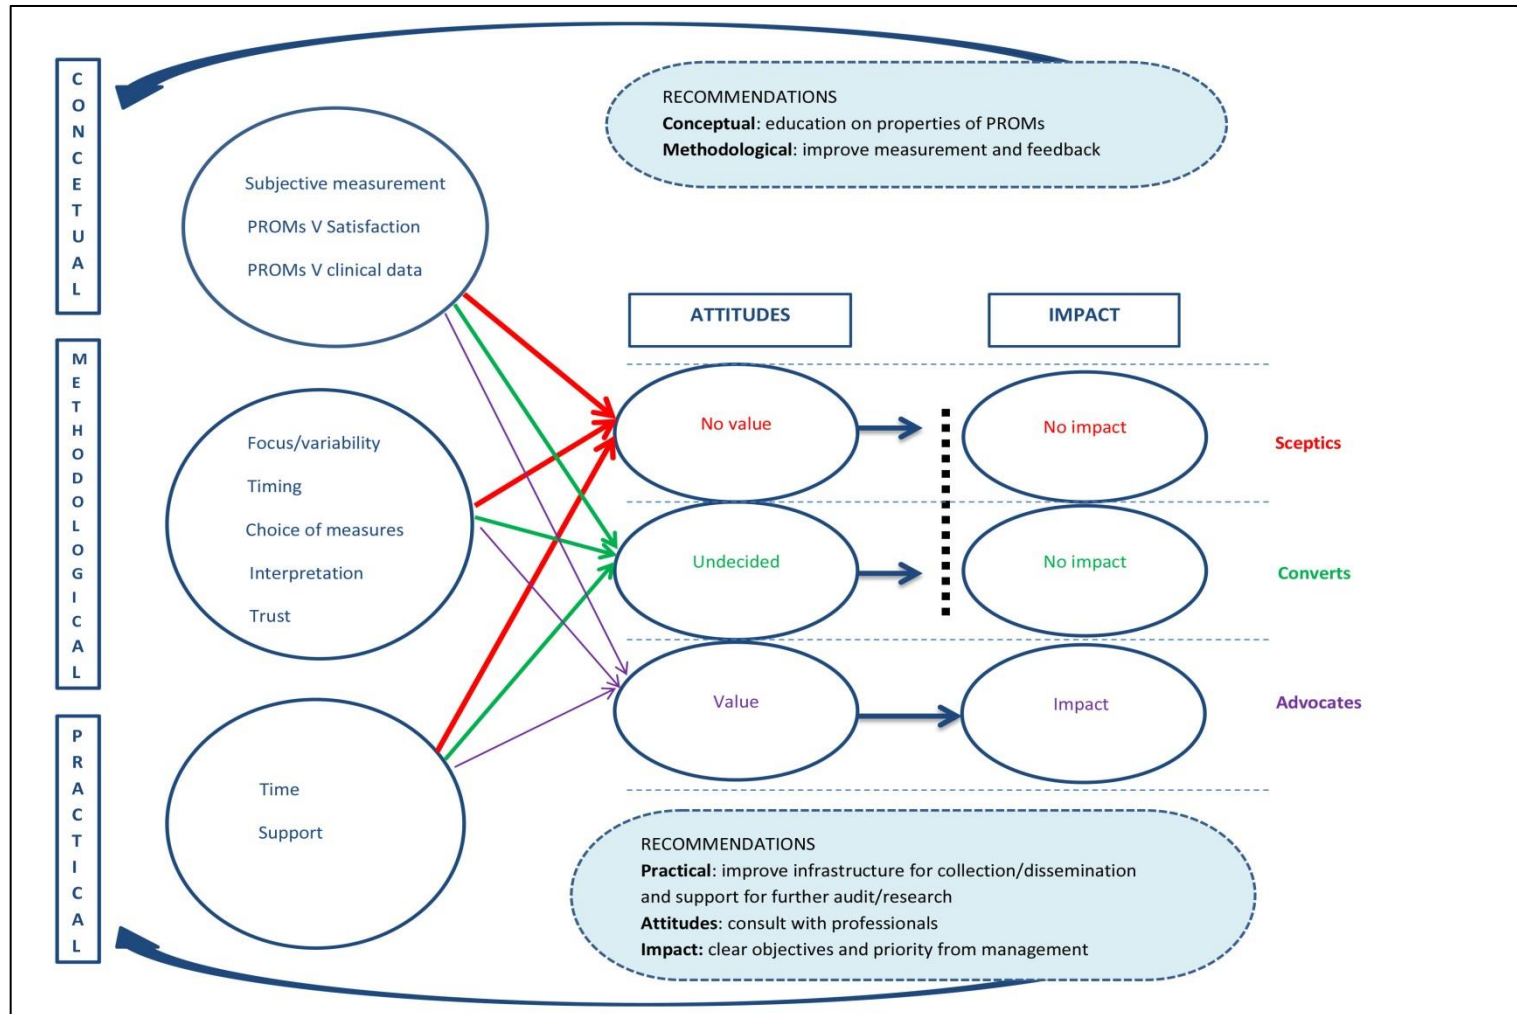 CONCETUAL
Subjective measurement
PROMs V Satisfaction
PROMs V clinical data
RECOMMENDATIONS
Conceptual: education on properties of PROMs
Methodological: improve measurement and feedback
METHODOLOGICAL
Focus/variability
Timing
Choice of measures
Interpretation
Trust
ATTITUDES
IMPACT
No value
No impact
Sceptics
Undecided
No impact
Converts
Value
Impact
Advocates
PRACTICAL
Time
Support
RECOMMENDATIONS
Practical: improve infrastructure for collection/dissemination
and support for further audit/research
Attitudes: consult with professionals
Impact: clear objectives and priority from management